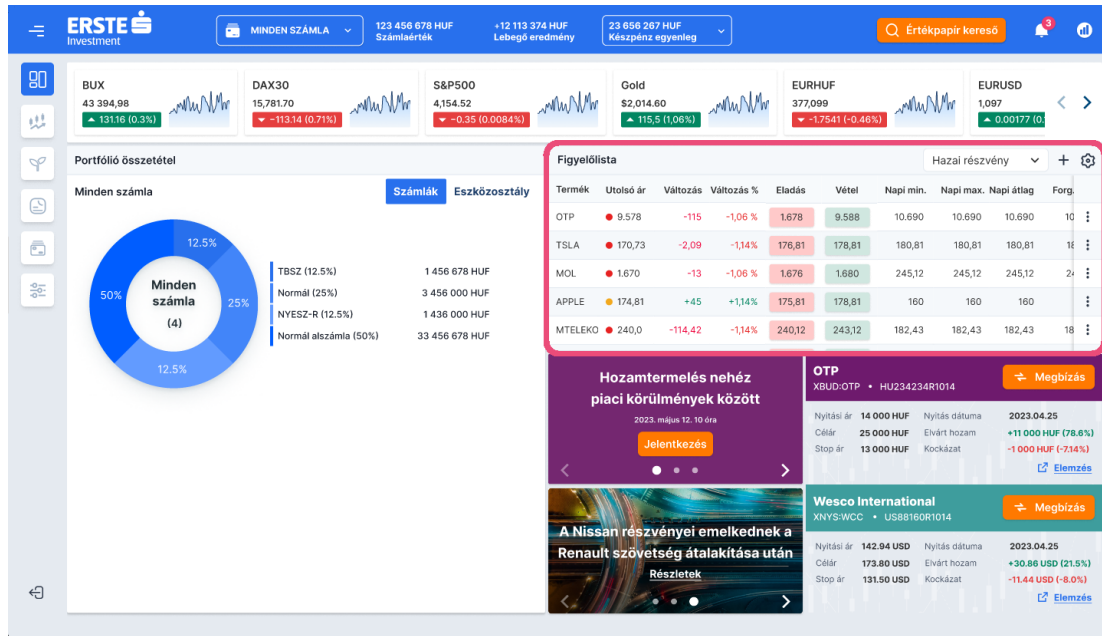 ERSTE
Investment
MINDEN SZÁMLA
123 456 678 HUF
Számlaérték
+12 113 374 HUF
Lebegő eredmény
23 656 267 HUF
Készpénz egyenleg
Értékpapír kereső
3
BUX
43 394,98
131.16 (0.3%)
DAX30
15,781.70
−113.14 (0.71%)
S&P500
4,154.52
−0.35 (0.0084%)
Gold
$2,014.60
115,5 (1,06%)
EURHUF
377,099
-1.7541 (-0.46%)
EURUSD
1,097
0.00177 (0.
Portfólió összetétel
Minden számla
Számlák
Eszközosztály
12.5%
50%
25%
12.5%
Minden
számla
(4)
TBSZ (12.5%) 1 456 678 HUF
Normál (25%) 3 456 000 HUF
NYESZ-R (12.5%) 1 436 000 HUF
Normál alszámla (50%) 33 456 678 HUF
Figyelőlista
Hazai részvény
Termék Utolsó ár Változás Változás % Eladás Vétel Napi min. Napi max. Napi átlag Forg.
OTP 9.578 -115 -1,06 % 1.678 9.588 10.690 10.690 10.690 10
TSLA 170,73 -2,09 -1,14% 176,81 178,81 180,81 180,81 180,81 18
MOL 1.670 -13 -1,06 % 1.676 1.680 245,12 245,12 245,12 24
APPLE 174,81 +45 +1,14% 175,81 178,81 160 160 160
MTELEKO 240,0 -114,42 -1,14% 240,12 243,12 182,43 182,43 182,43 18
Hozamtermelés nehéz
piaci körülmények között
2023. május 12. 10 óra
Jelentkezés
OTP
XBUD:OTP • HU234234R1014
Megbízás
Nyitási ár 14 000 HUF Nyitás dátuma 2023.04.25
Célár 25 000 HUF Elvárt hozam +11 000 HUF (78.6%)
Stop ár 13 000 HUF Kockázat -1 000 HUF (-7.14%)
Elemzés
A Nissan részvényei emelkednek a
Renault szövetség átalakítása után
Részletek
Wesco International
XNYS:WCC • US88160R1014
Megbízás
Nyitási ár 142.94 USD Nyitás dátuma 2023.04.25
Célár 173.80 USD Elvárt hozam +30.86 USD (21.5%)
Stop ár 131.50 USD Kockázat -11.44 USD (-8.0%)
Elemzés